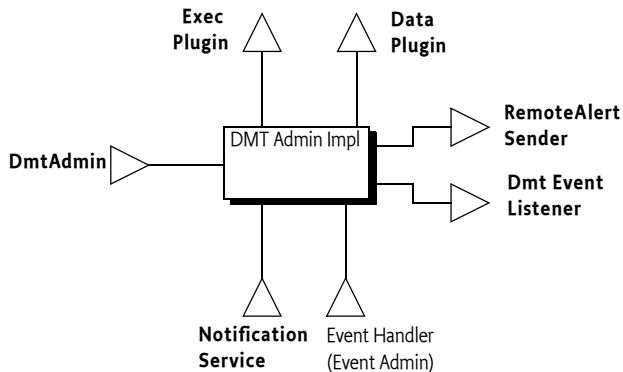 Exec
Plugin
Data
Plugin
DMT Admin Impl
RemoteAlert
Sender
DmtAdmin
Dmt Event
Listener
Notification
Service
Event Handler
(Event Admin)